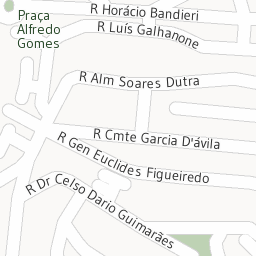 Praça
Alfredo
Gomes
R Horácio Bandieri
R Luís Galhanone
R Alm Soares Dutra
R Cmte Garcia D'ávila
R Gen Euclides Figueiredo
R Dr Celso Dario Guimarães